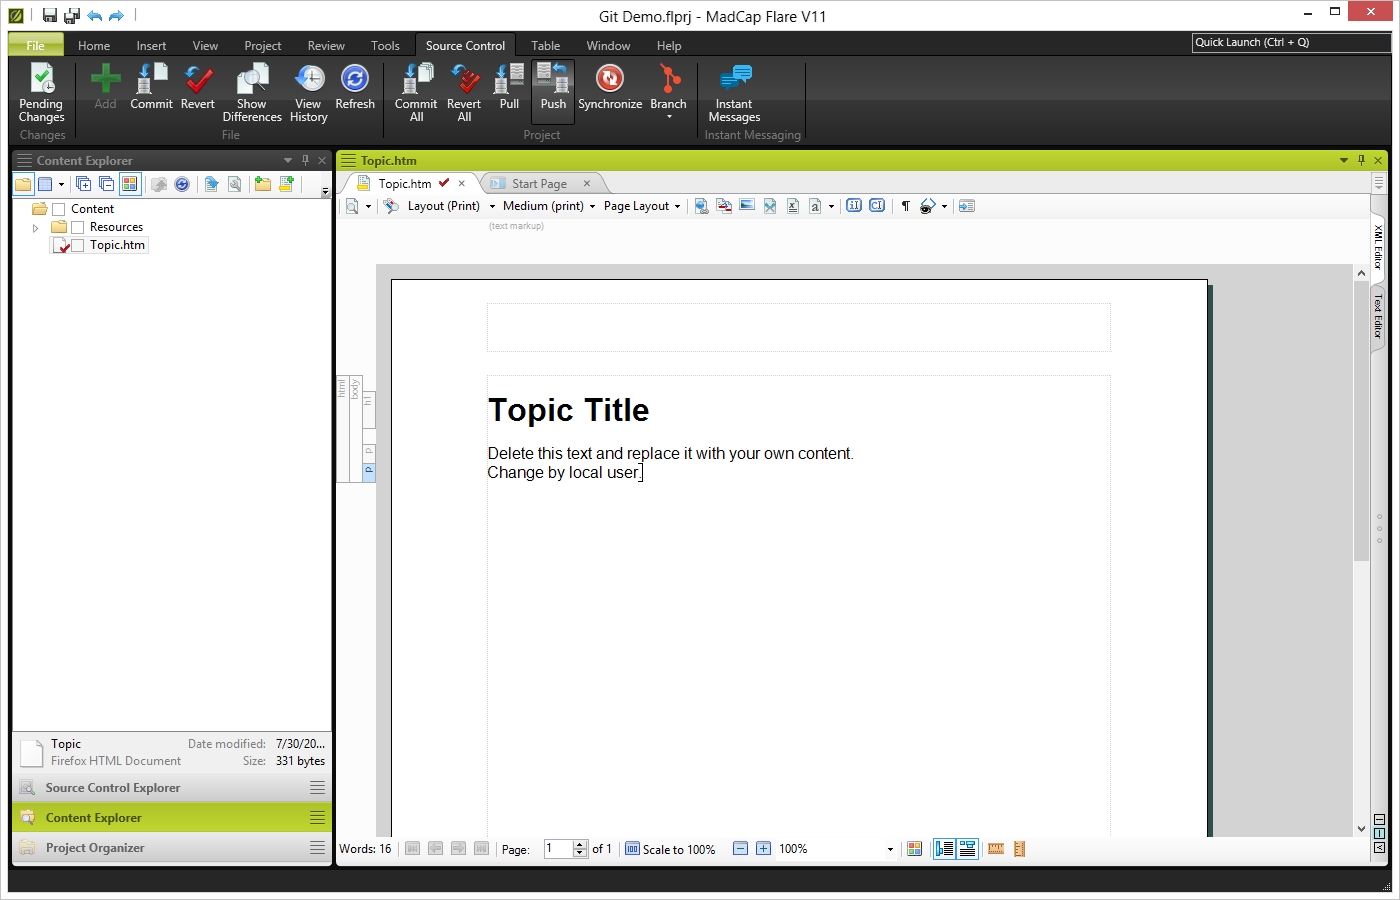 Git Demo.flprj - MadCap Flare V11
File Home Insert View Project Review Tools Source Control Table Window Help
Quick Launch (Ctrl + Q)
Pending Changes Add Commit Revert Show Differences View History Refresh Commit All Revert All Pull Push Synchronize Branch Instant Messages
Changes File Project Instant Messaging
Content Explorer
Topic.htm
Topic.htm Start Page
Layout (Print) Medium (print) Page Layout
(text markup)
Content
Resources
Topic.htm
XML Editor
Text Editor
html body h1 p p
Topic Title
Delete this text and replace it with your own content.
Change by local user.
Topic Date modified: 7/30/20...
Firefox HTML Document Size: 331 bytes
Source Control Explorer
Content Explorer
Project Organizer
Words: 16 Page: 1 of 1 Scale to 100% 100%